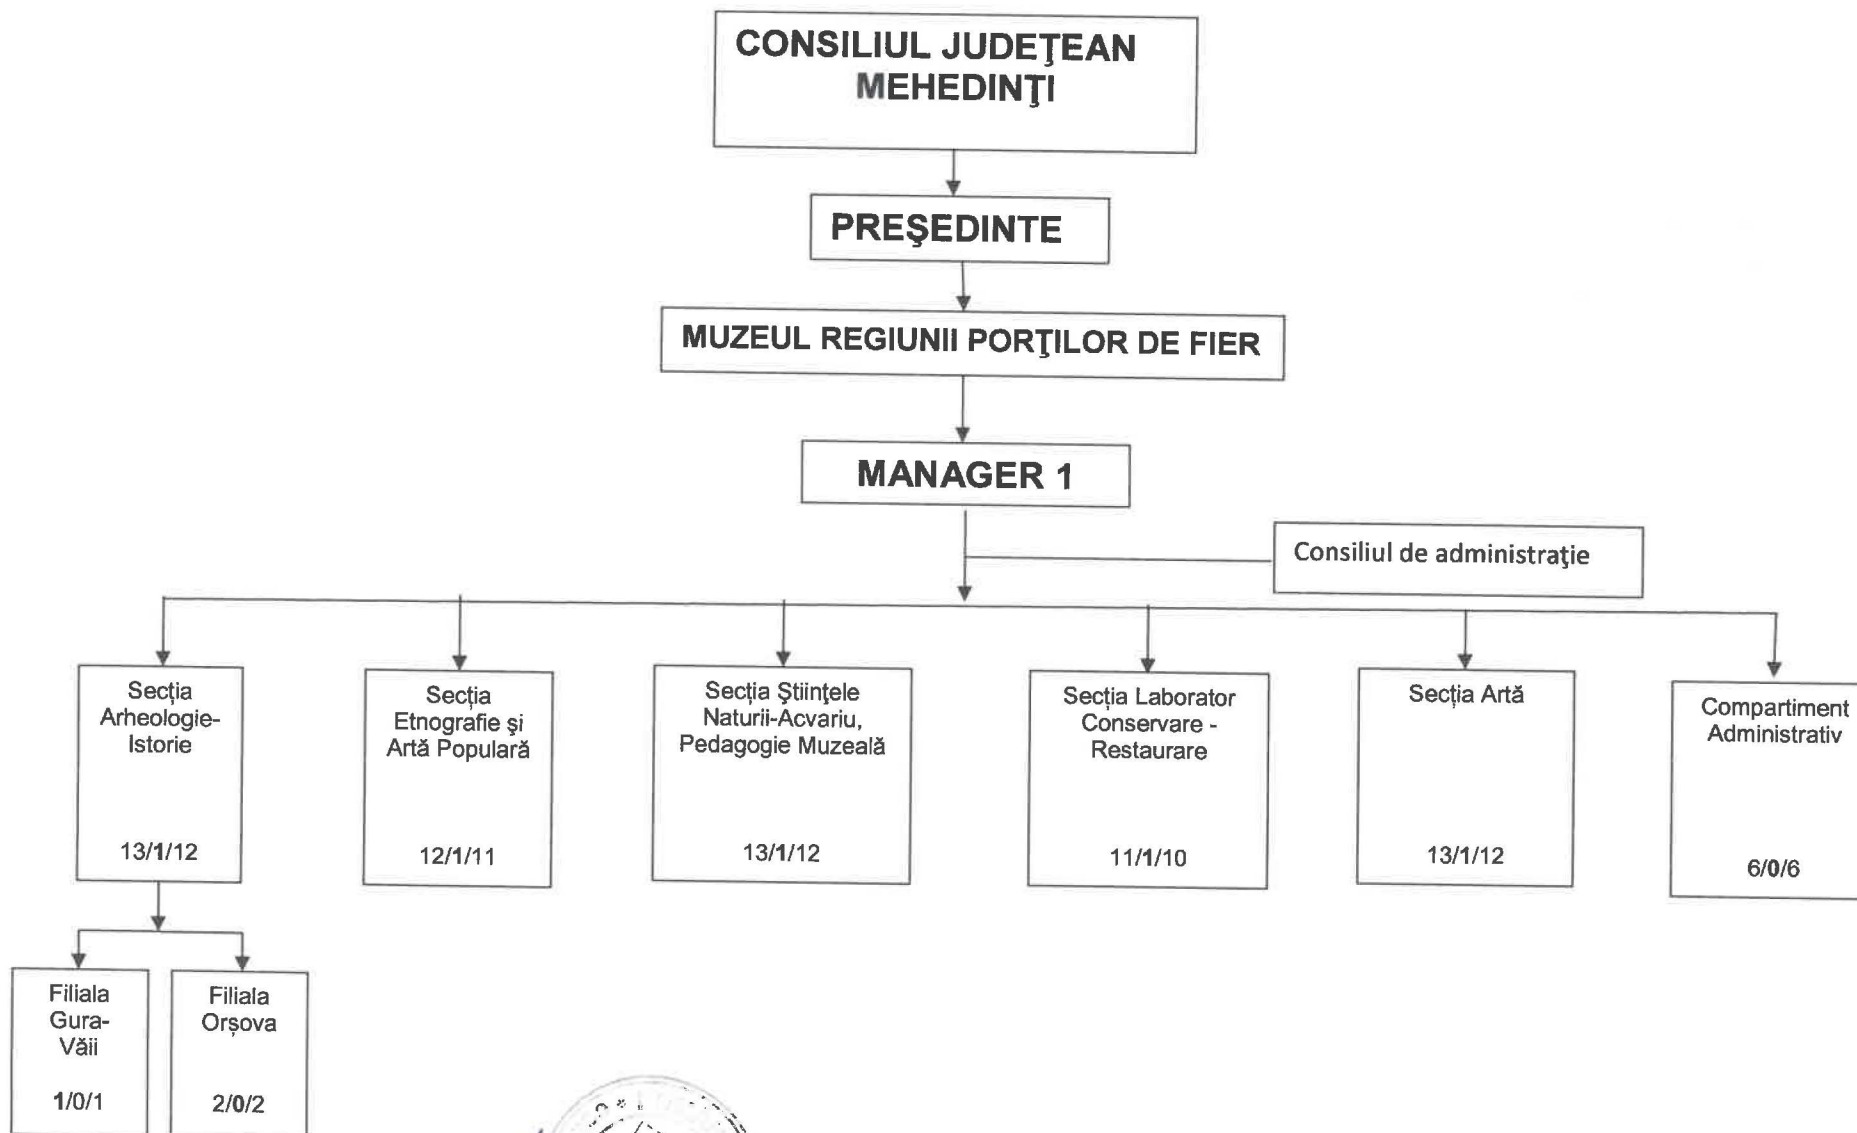 CONSILIUL JUDEŢEAN
MEHEDINŢI
PREŞEDINTE
MUZEUL REGIUNII PORŢILOR DE FIER
MANAGER 1
Consiliul de administraţie
Secția
Arheologie-
Istorie
13/1/12
Secția
Etnografie şi
Artă Populară
12/1/11
Secția Ştiinţele
Naturii-Acvariu,
Pedagogie Muzeală
13/1/12
Secția Laborator
Conservare -
Restaurare
11/1/10
Secția Artă
13/1/12
Compartiment
Administrativ
6/0/6
Filiala
Gura-
Văii
1/0/1
Filiala
Orșova
2/0/2